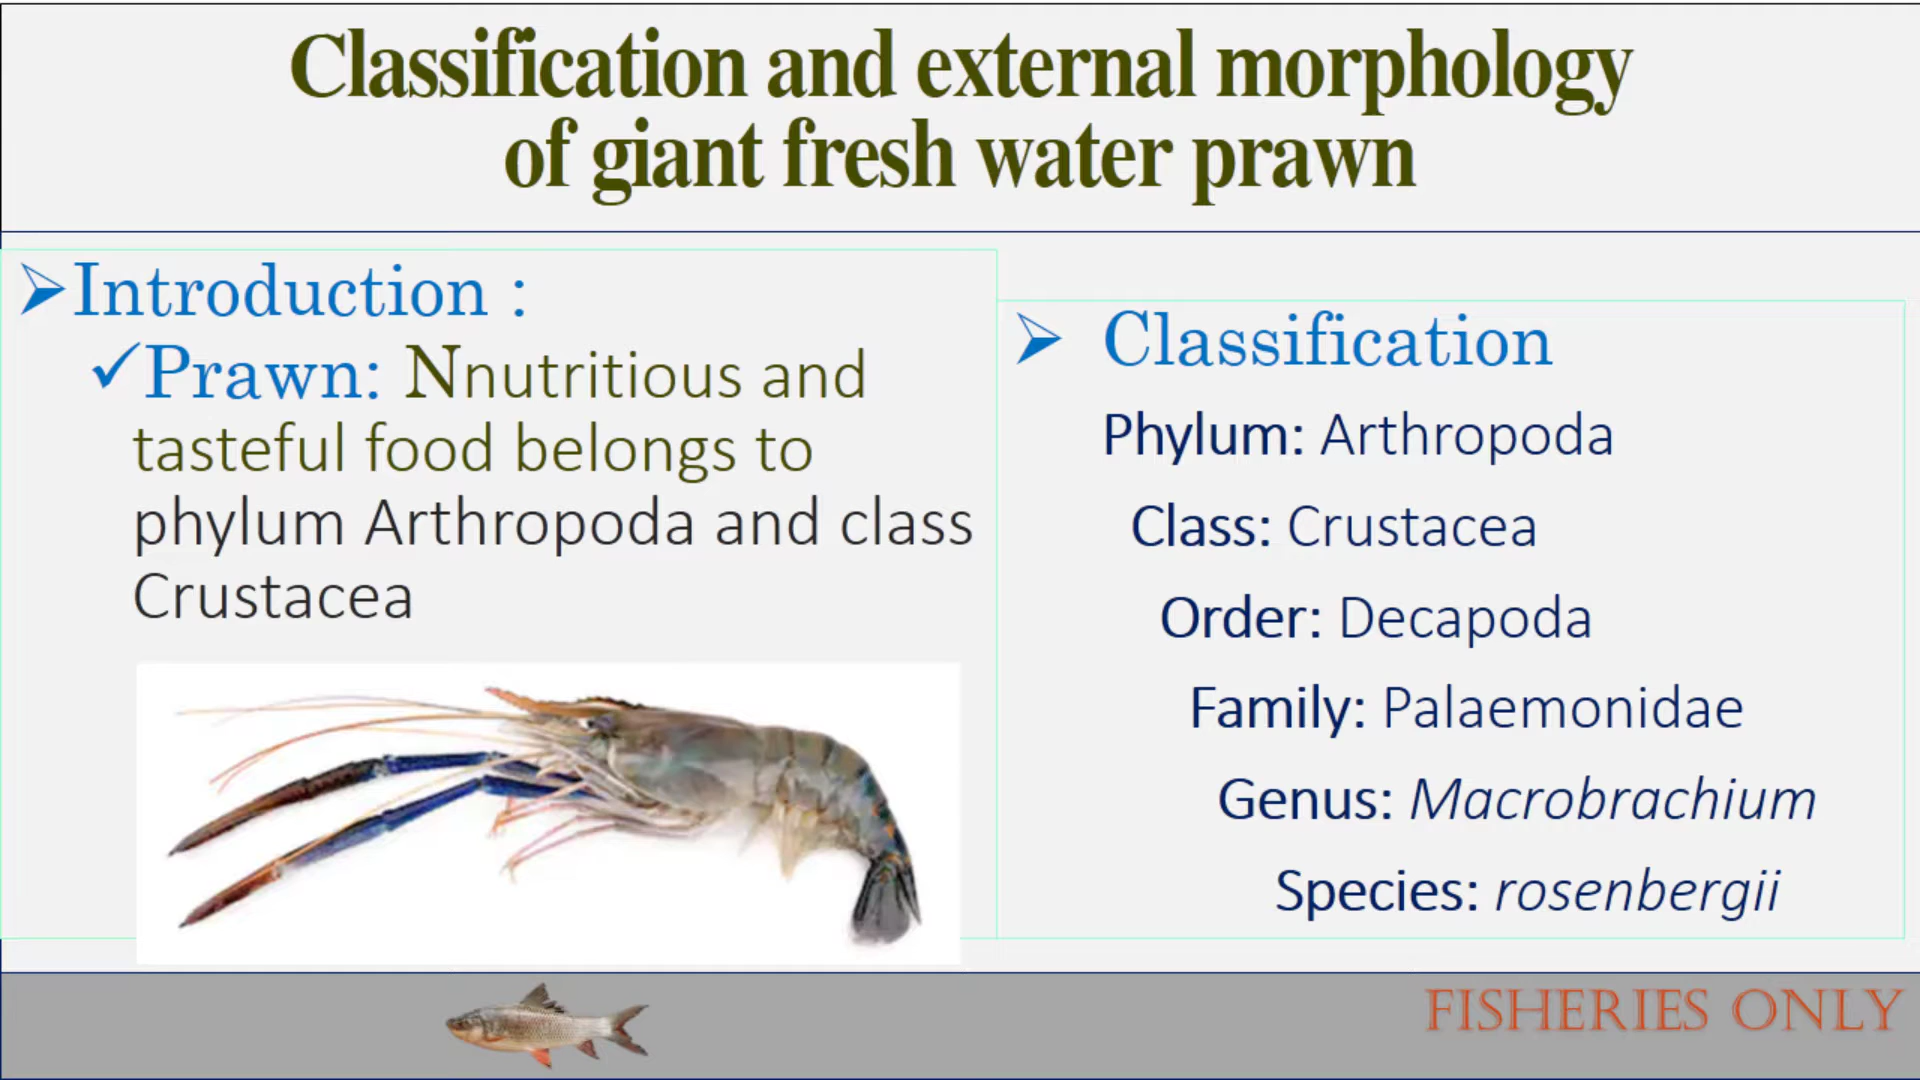 Classification and external morphology
of giant fresh water prawn
Introduction :
Prawn: Nnutritious and
tasteful food belongs to
phylum Arthropoda and class
Crustacea
Classification
Phylum: Arthropoda
Class: Crustacea
Order: Decapoda
Family: Palaemonidae
Genus: Macrobrachium
Species: rosenbergii
FISHERIES ONLY